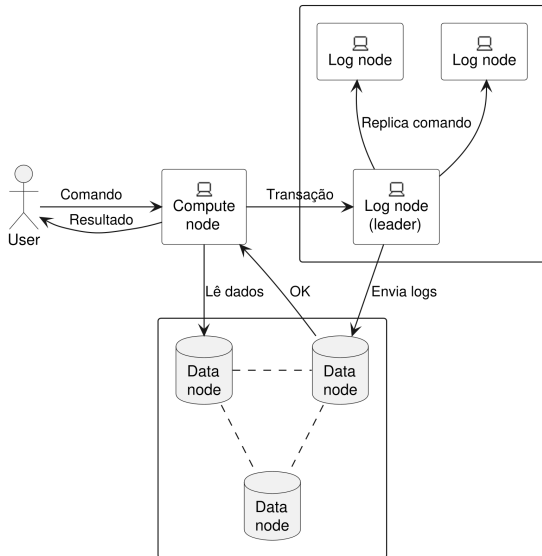 Log node
Log node
Replica comando
Comando
Resultado
User
Compute
node
Transação
Log node
(leader)
Lê dados
OK
Envia logs
Data
node
Data
node
Data
node